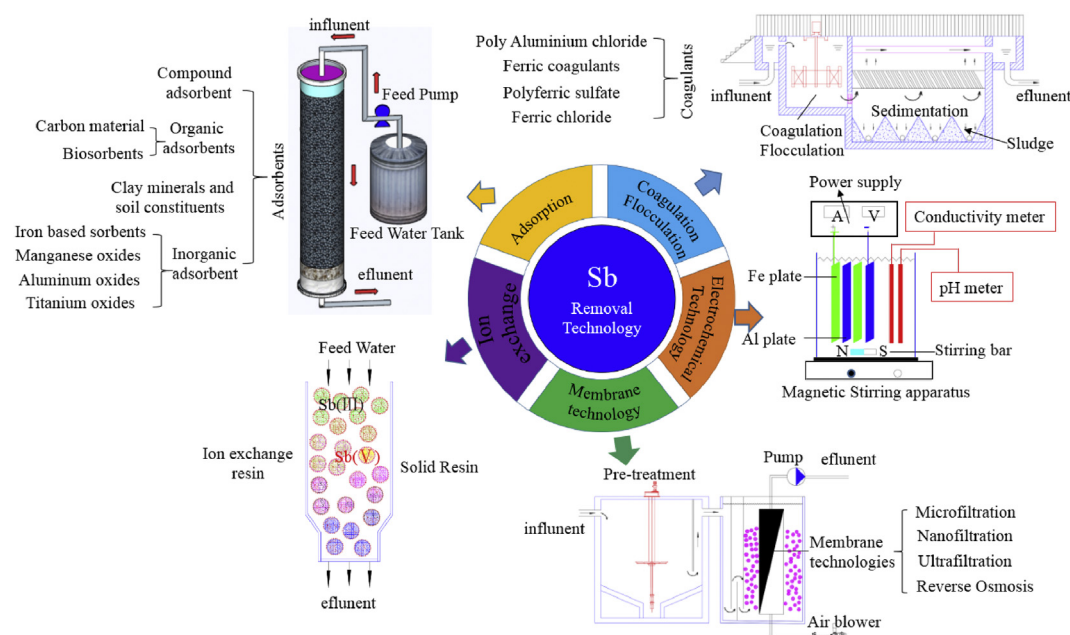 influnent
Feed Pump
Compound
adsorbent
Carbon material
Biosorbents
Organic
adsorbents
Clay minerals and
soil constituents
Iron based sorbents
Manganese oxides
Aluminum oxides
Titanium oxides
Inorganic
adsorbent
Adsorbents
Feed Water Tank
eflunent
Poly Aluminium chloride
Ferric coagulants
Polyferric sulfate
Ferric chloride
Coagulants
influnent
Coagulation
Flocculation
Sedimentation
Sludge
eflunent
Adsorption
Coagulation
Flocculation
Electrochemical
Technology
Membrane
technology
Ion
exchange
Sb
Removal
Technology
Power supply
A V
Conductivity meter
pH meter
Fe plate
Al plate
N S
Stirring bar
Magnetic Stirring apparatus
Feed Water
Sb(III)
Sb(V)
Ion exchange
resin
Solid Resin
eflunent
Pre-treatment
influnent
Pump
eflunent
Membrane
technologies
Microfiltration
Nanofiltration
Ultrafiltration
Reverse Osmosis
Air blower